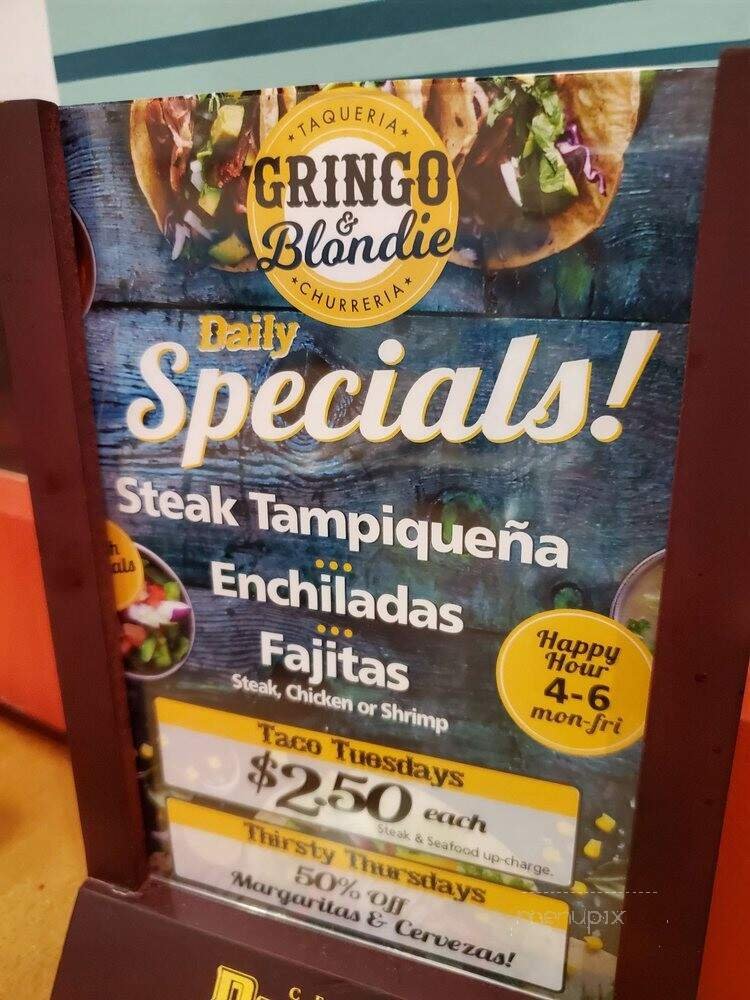 TAQUERIA
GRINGO
&
Blondie
CHURRERIA
Daily
Specials!
Steak Tampiqueña
Enchiladas
Fajitas
Steak, Chicken or Shrimp
Happy
Hour
4-6
mon-fri
Taco Tuesdays
$2.50 each
Steak & Seafood up-charge.
Thirsty Thursdays
50% Off
Margaritas & Cervezas!
menupix